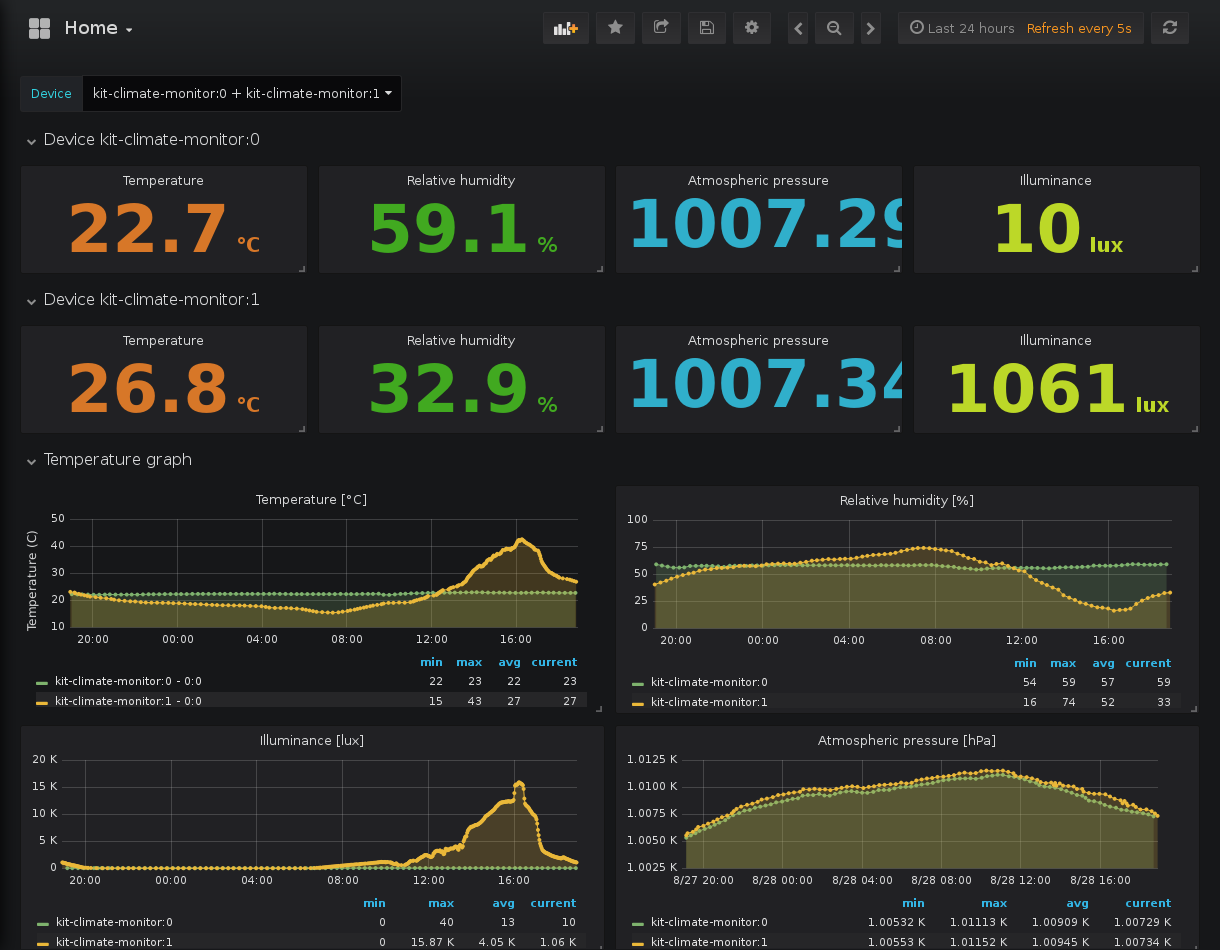 Home
Last 24 hours Refresh every 5s
Device kit-climate-monitor:0 + kit-climate-monitor:1
Device kit-climate-monitor:0
Temperature Relative humidity Atmospheric pressure Illuminance
22.7 °C 59.1 % 1007.29 10 lux
Device kit-climate-monitor:1
Temperature Relative humidity Atmospheric pressure Illuminance
26.8 °C 32.9 % 1007.34 1061 lux
Temperature graph
Temperature [°C]
Temperature (C)
50
40
30
20
10
20:00 00:00 04:00 08:00 12:00 16:00
min max avg current
kit-climate-monitor:0 - 0:0 22 23 22 23
kit-climate-monitor:1 - 0:0 15 43 27 27
Relative humidity [%]
100
75
50
25
0
20:00 00:00 04:00 08:00 12:00 16:00
min max avg current
kit-climate-monitor:0 54 59 57 59
kit-climate-monitor:1 16 74 52 33
Illuminance [lux]
20 K
15 K
10 K
5 K
0
20:00 00:00 04:00 08:00 12:00 16:00
min max avg current
kit-climate-monitor:0 0 40 13 10
kit-climate-monitor:1 0 15.87 K 4.05 K 1.06 K
Atmospheric pressure [hPa]
1.0125 K
1.0100 K
1.0075 K
1.0050 K
1.0025 K
8/27 20:00 8/28 00:00 8/28 04:00 8/28 08:00 8/28 12:00 8/28 16:00
min max avg current
kit-climate-monitor:0 1.00532 K 1.01113 K 1.00909 K 1.00729 K
kit-climate-monitor:1 1.00553 K 1.01152 K 1.00945 K 1.00734 K